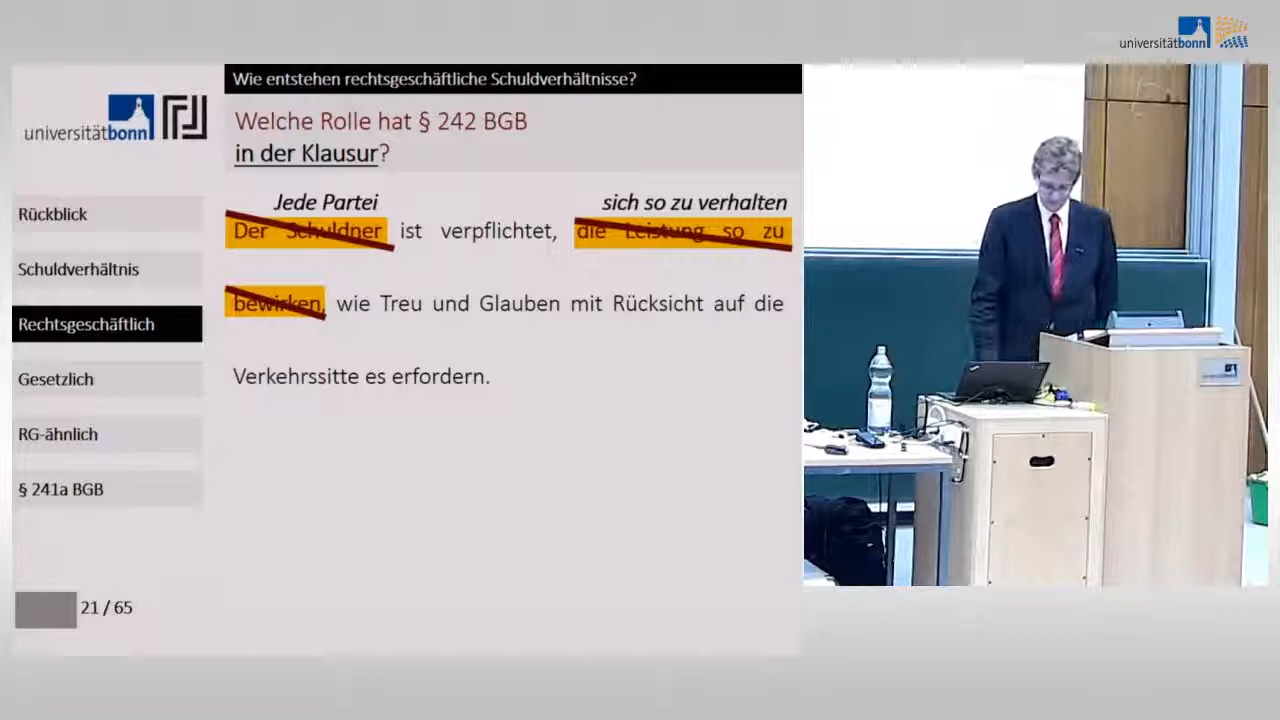 universitätbonn
Wie entstehen rechtsgeschäftliche Schuldverhältnisse?
universitätbonn
Welche Rolle hat § 242 BGB
in der Klausur?
Rückblick
Schuldverhältnis
Rechtsgeschäftlich
Gesetzlich
RG-ähnlich
§ 241a BGB
Jede Partei sich so zu verhalten
Der Schuldner ist verpflichtet, die Leistung so zu
bewirken, wie Treu und Glauben mit Rücksicht auf die
Verkehrssitte es erfordern.
21 / 65